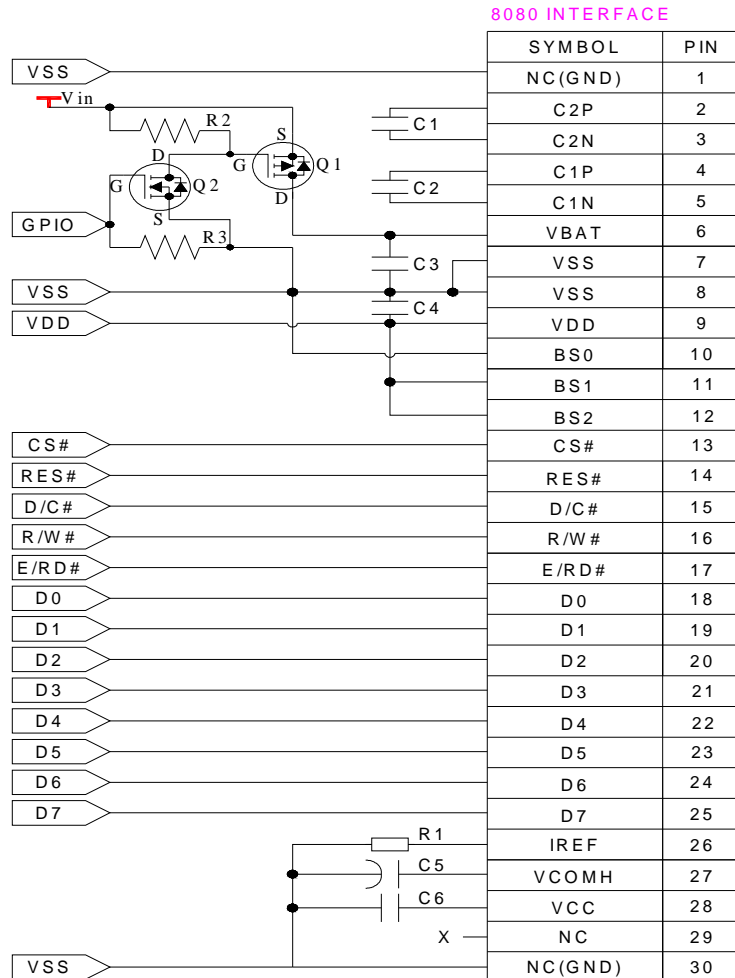 8080 INTERFACE
SYMBOL PIN
VSS NC(GND) 1
Vin
C2P 2
R2
C1
S
C2N 3
D
G
Q1
C1P 4
G
Q2
C2
D
C1N 5
S
GPIO
R3
VBAT 6
C3
VSS 7
VSS VSS 8
C4
VDD VDD 9
BS0 10
BS1 11
BS2 12
CS# CS# 13
RES# RES# 14
D/C# D/C# 15
R/W# R/W# 16
E/RD# E/RD# 17
D0 D0 18
D1 D1 19
D2 D2 20
D3 D3 21
D4 D4 22
D5 D5 23
D6 D6 24
D7 D7 25
R1 IREF 26
C5 VCOMH 27
C6 VCC 28
X NC 29
VSS NC(GND) 30